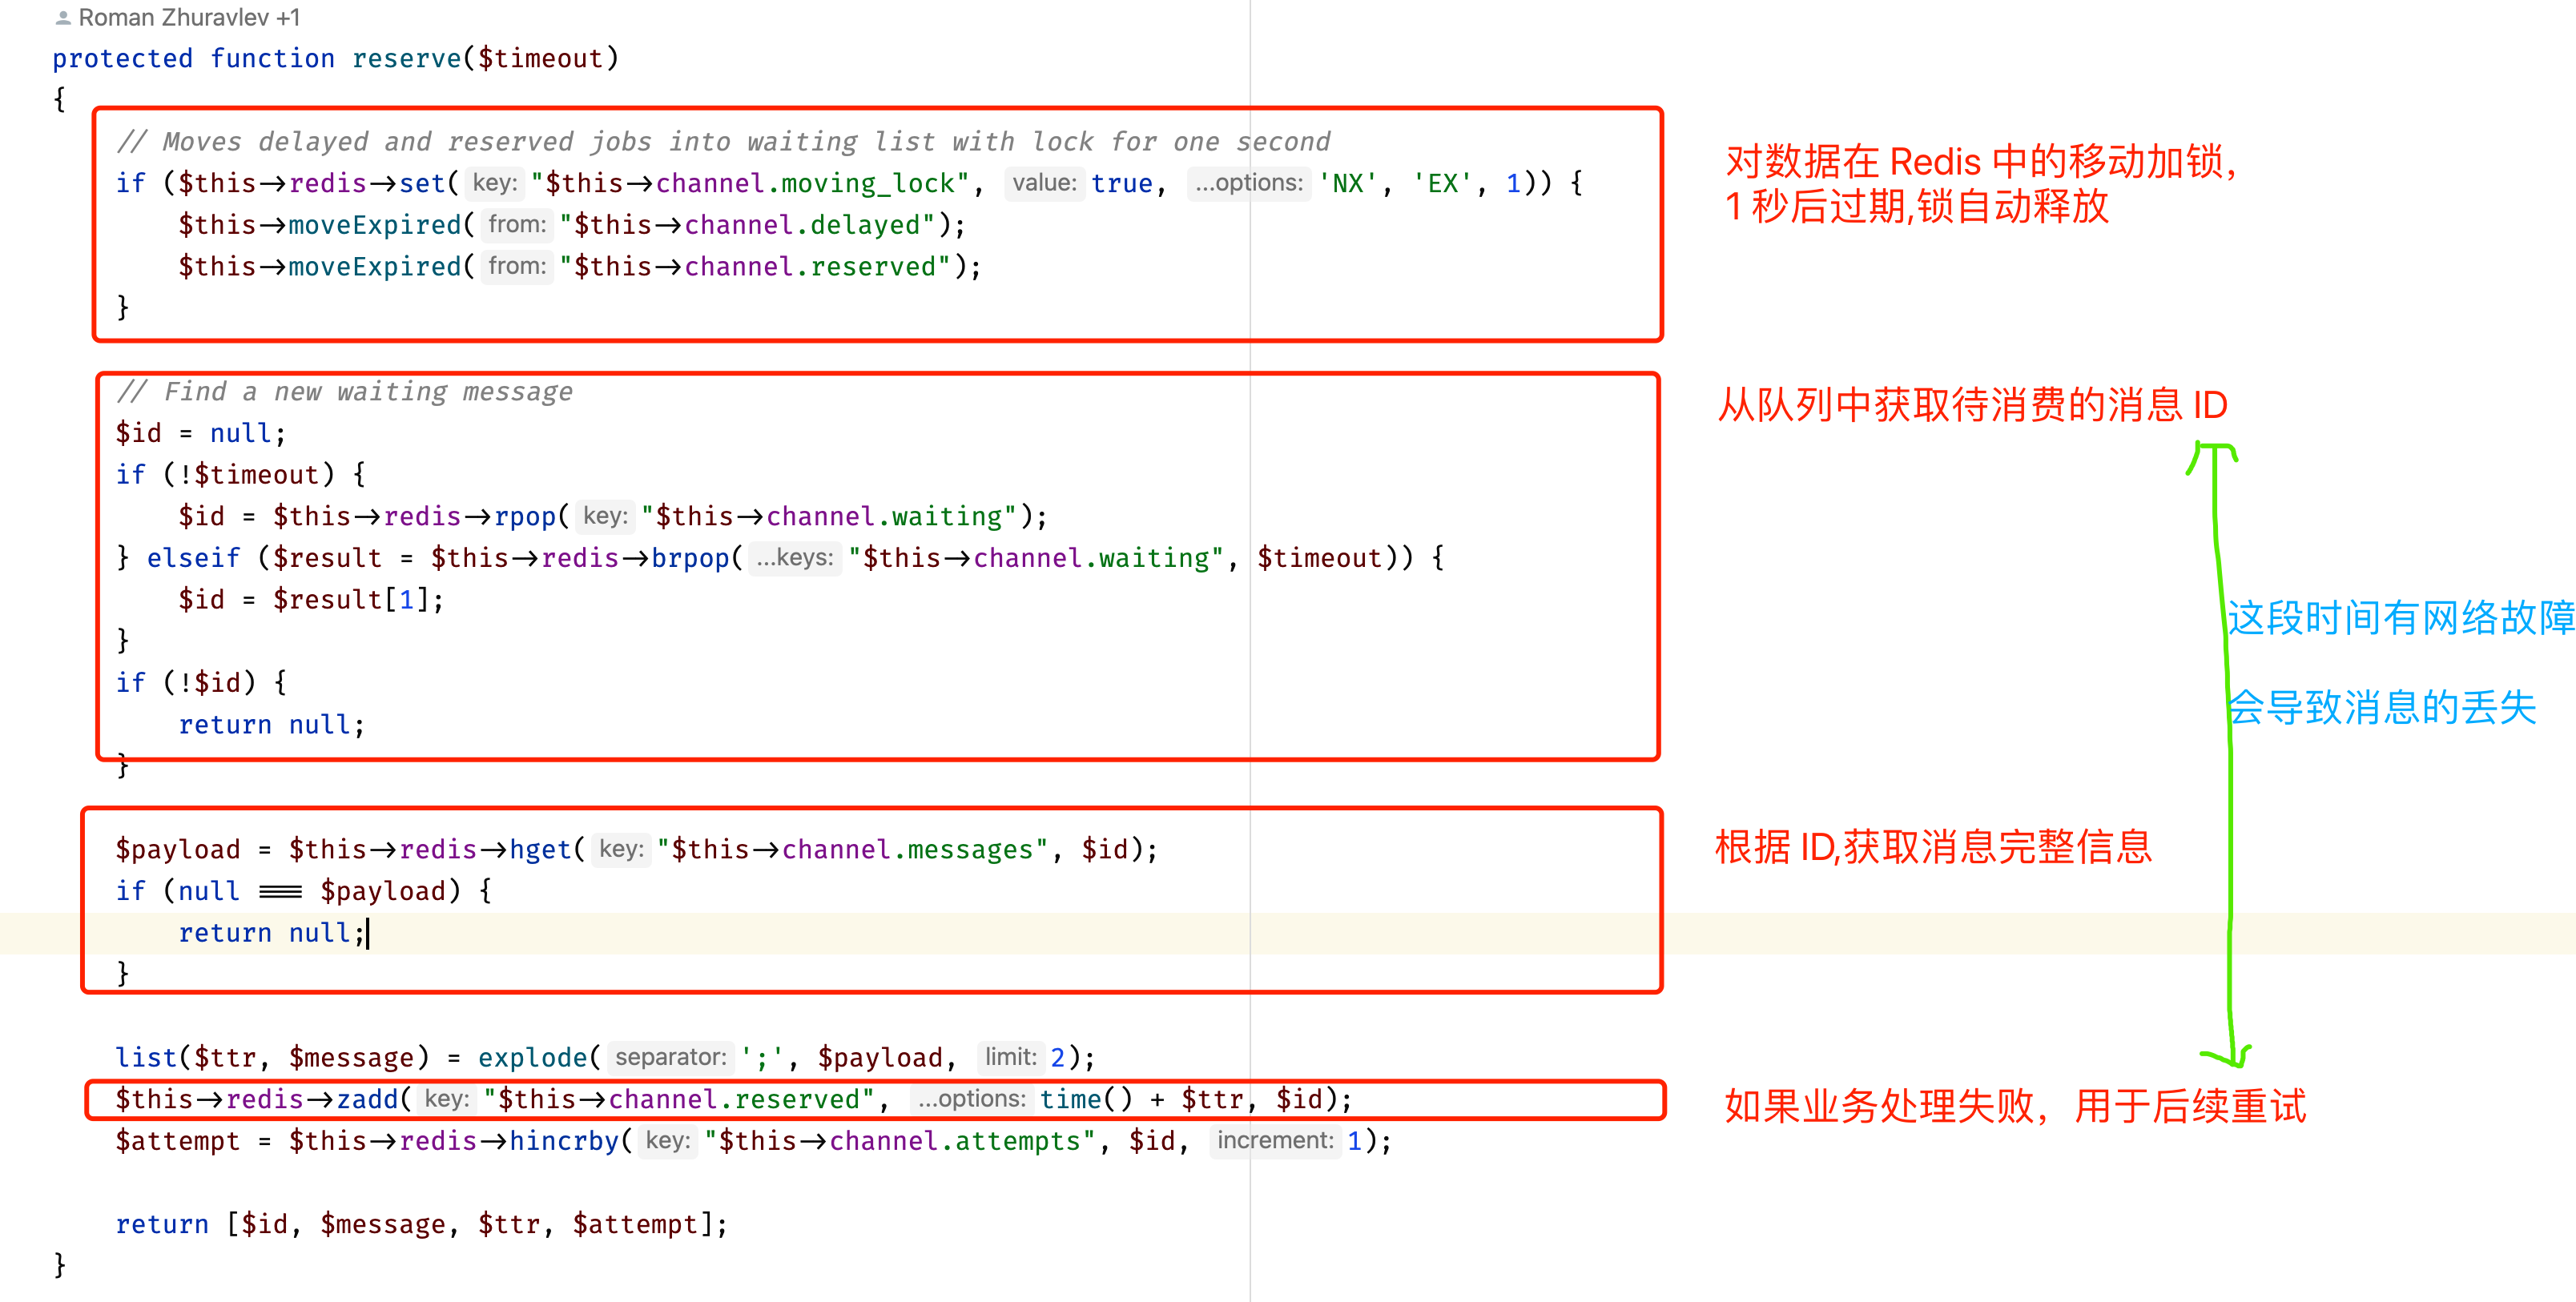 Roman Zhuravlev +1
protected function reserve($timeout)
{
// Moves delayed and reserved jobs into waiting list with lock for one second
if ($this->redis->set( key: "$this->channel.moving_lock", value: true, ...options: 'NX', 'EX', 1)) {
对数据在 Redis 中的移动加锁，
1 秒后过期,锁自动释放
$this->moveExpired( from: "$this->channel.delayed");
$this->moveExpired( from: "$this->channel.reserved");
}
// Find a new waiting message
从队列中获取待消费的消息 ID
$id = null;
if (!$timeout) {
$id = $this->redis->rpop( key: "$this->channel.waiting");
} elseif ($result = $this->redis->brpop( ...keys: "$this->channel.waiting", $timeout)) {
$id = $result[1];
这段时间有网络故障
}
if (!$id) {
会导致消息的丢失
return null;
}
$payload = $this->redis->hget( key: "$this->channel.messages", $id);
根据 ID,获取消息完整信息
if (null === $payload) {
return null;
}
list($ttr, $message) = explode( separator: ';', $payload, limit: 2);
$this->redis->zadd( key: "$this->channel.reserved", ...options: time() + $ttr, $id);
如果业务处理失败，用于后续重试
$attempt = $this->redis->hincrby( key: "$this->channel.attempts", $id, increment: 1);
return [$id, $message, $ttr, $attempt];
}